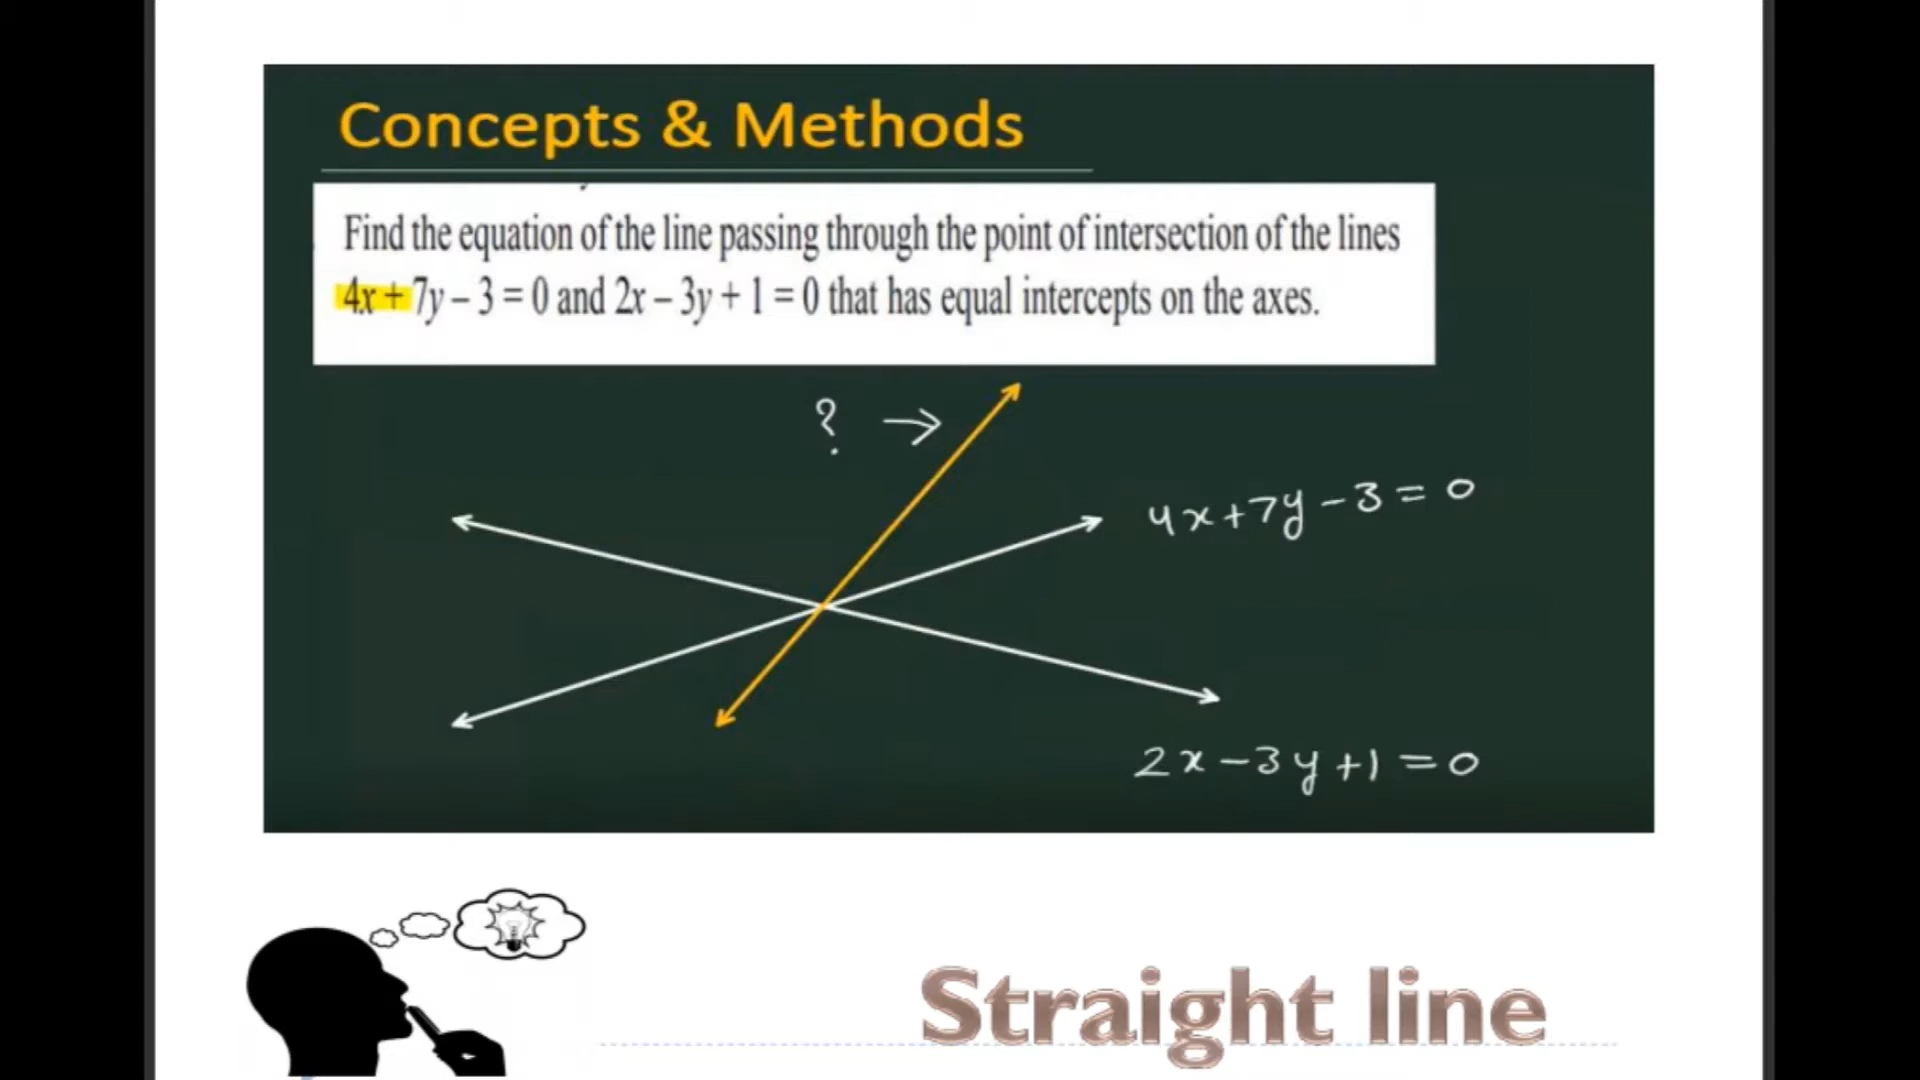 Concepts & Methods
Find the equation of the line passing through the point of intersection of the lines
4x + 7y – 3 = 0 and 2x – 3y + 1 = 0 that has equal intercepts on the axes.
? →
4x+7y-3=0
2x-3y+1=0
Straight line